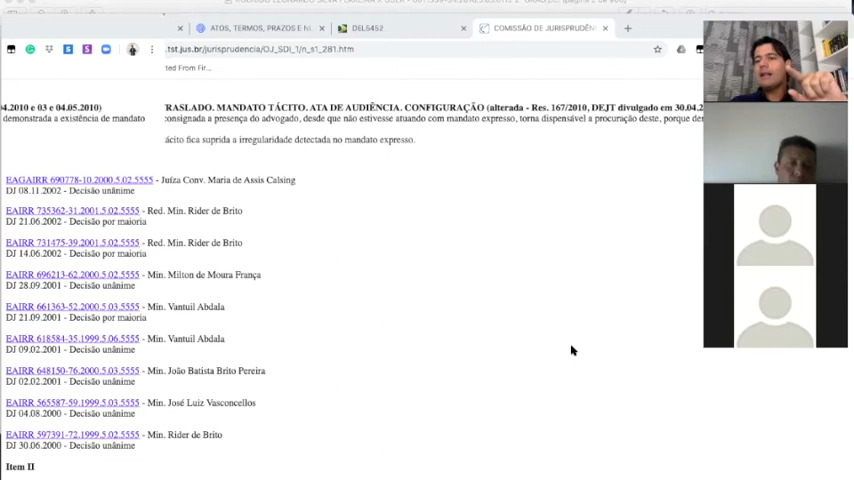 ATOS, TERMOS, PRAZOS E NU
DEL5452
COMISSÃO DE JURISPRUDÊNCI
.tst.jus.br/jurisprudencia/OJ_SDI_1/n_s1_281.htm
ted From Fir...
04.2010 e 03 e 04.05.2010)
RASLADO. MANDATO TÁCITO. ATA DE AUDIÊNCIA. CONFIGURAÇÃO (alterada - Res. 167/2010, DEJT divulgado em 30.04.2
demonstrada a existência de mandato
consignada a presença do advogado, desde que não estivesse atuando com mandato expresso, torna dispensável a procuração deste, porque dem
ácito fica suprida a irregularidade detectada no mandato expresso.
EAGAIRR 690778-10.2000.5.02.5555 - Juíza Conv. Maria de Assis Calsing
DJ 08.11.2002 - Decisão unânime
EAIRR 735362-31.2001.5.02.5555 - Red. Min. Rider de Brito
DJ 21.06.2002 - Decisão por maioria
EAIRR 731475-39.2001.5.02.5555 - Red. Min. Rider de Brito
DJ 14.06.2002 - Decisão por maioria
EAIRR 696213-62.2000.5.02.5555 - Min. Milton de Moura França
DJ 28.09.2001 - Decisão unânime
EAIRR 661363-52.2000.5.03.5555 - Min. Vantuil Abdala
DJ 21.09.2001 - Decisão por maioria
EAIRR 618584-35.1999.5.06.5555 - Min. Vantuil Abdala
DJ 09.02.2001 - Decisão unânime
EAIRR 648150-76.2000.5.03.5555 - Min. João Batista Brito Pereira
DJ 02.02.2001 - Decisão unânime
EAIRR 565587-59.1999.5.03.5555 - Min. José Luiz Vasconcellos
DJ 04.08.2000 - Decisão unânime
EAIRR 597391-72.1999.5.02.5555 - Min. Rider de Brito
DJ 30.06.2000 - Decisão unânime
Item II